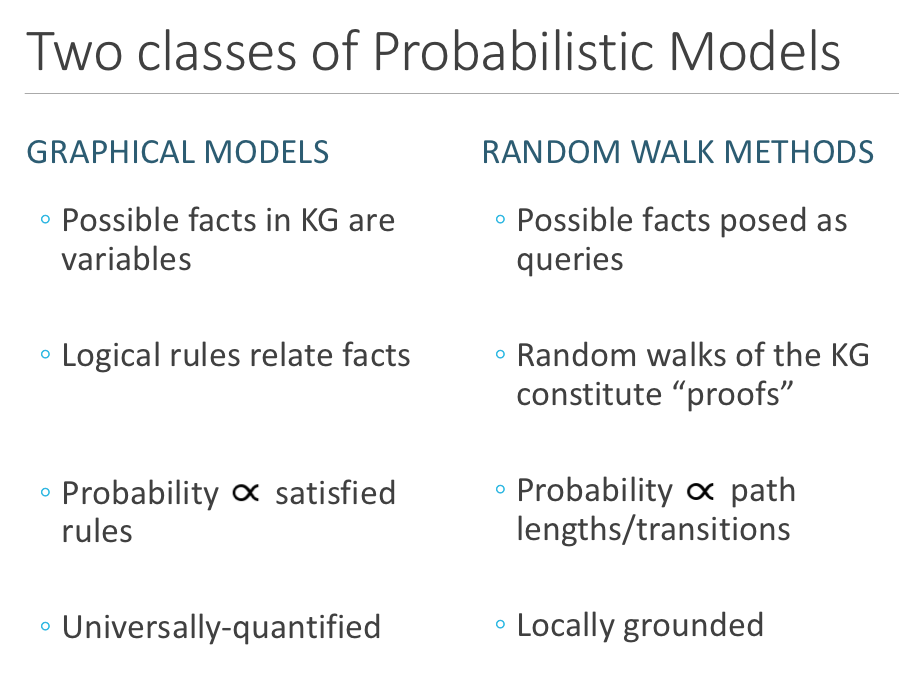 Two classes of Probabilistic Models
GRAPHICAL MODELS
◦ Possible facts in KG are
variables
◦ Logical rules relate facts
◦ Probability ∝ satisfied
rules
◦ Universally-quantified
RANDOM WALK METHODS
◦ Possible facts posed as
queries
◦ Random walks of the KG
constitute “proofs”
◦ Probability ∝ path
lengths/transitions
◦ Locally grounded